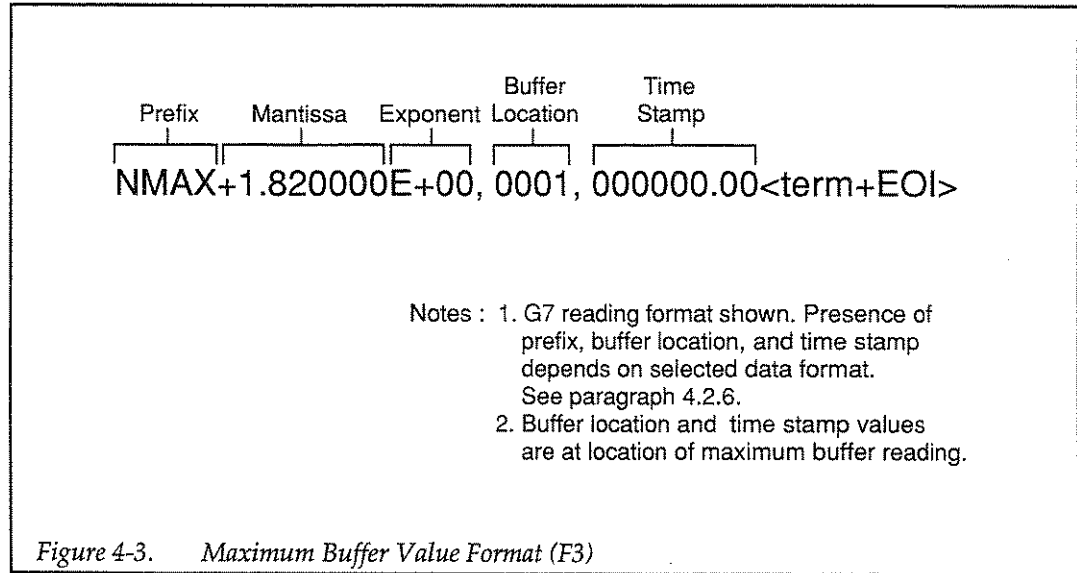 Buffer Time
Prefix Mantissa Exponent Location Stamp
NMAX+1.820000E+00, 0001, 000000.00<term+EOI>
Notes : 1. G7 reading format shown. Presence of
prefix, buffer location, and time stamp
depends on selected data format.
See paragraph 4.2.6.
2. Buffer location and time stamp values
are at location of maximum buffer reading.
Figure 4-3. Maximum Buffer Value Format (F3)